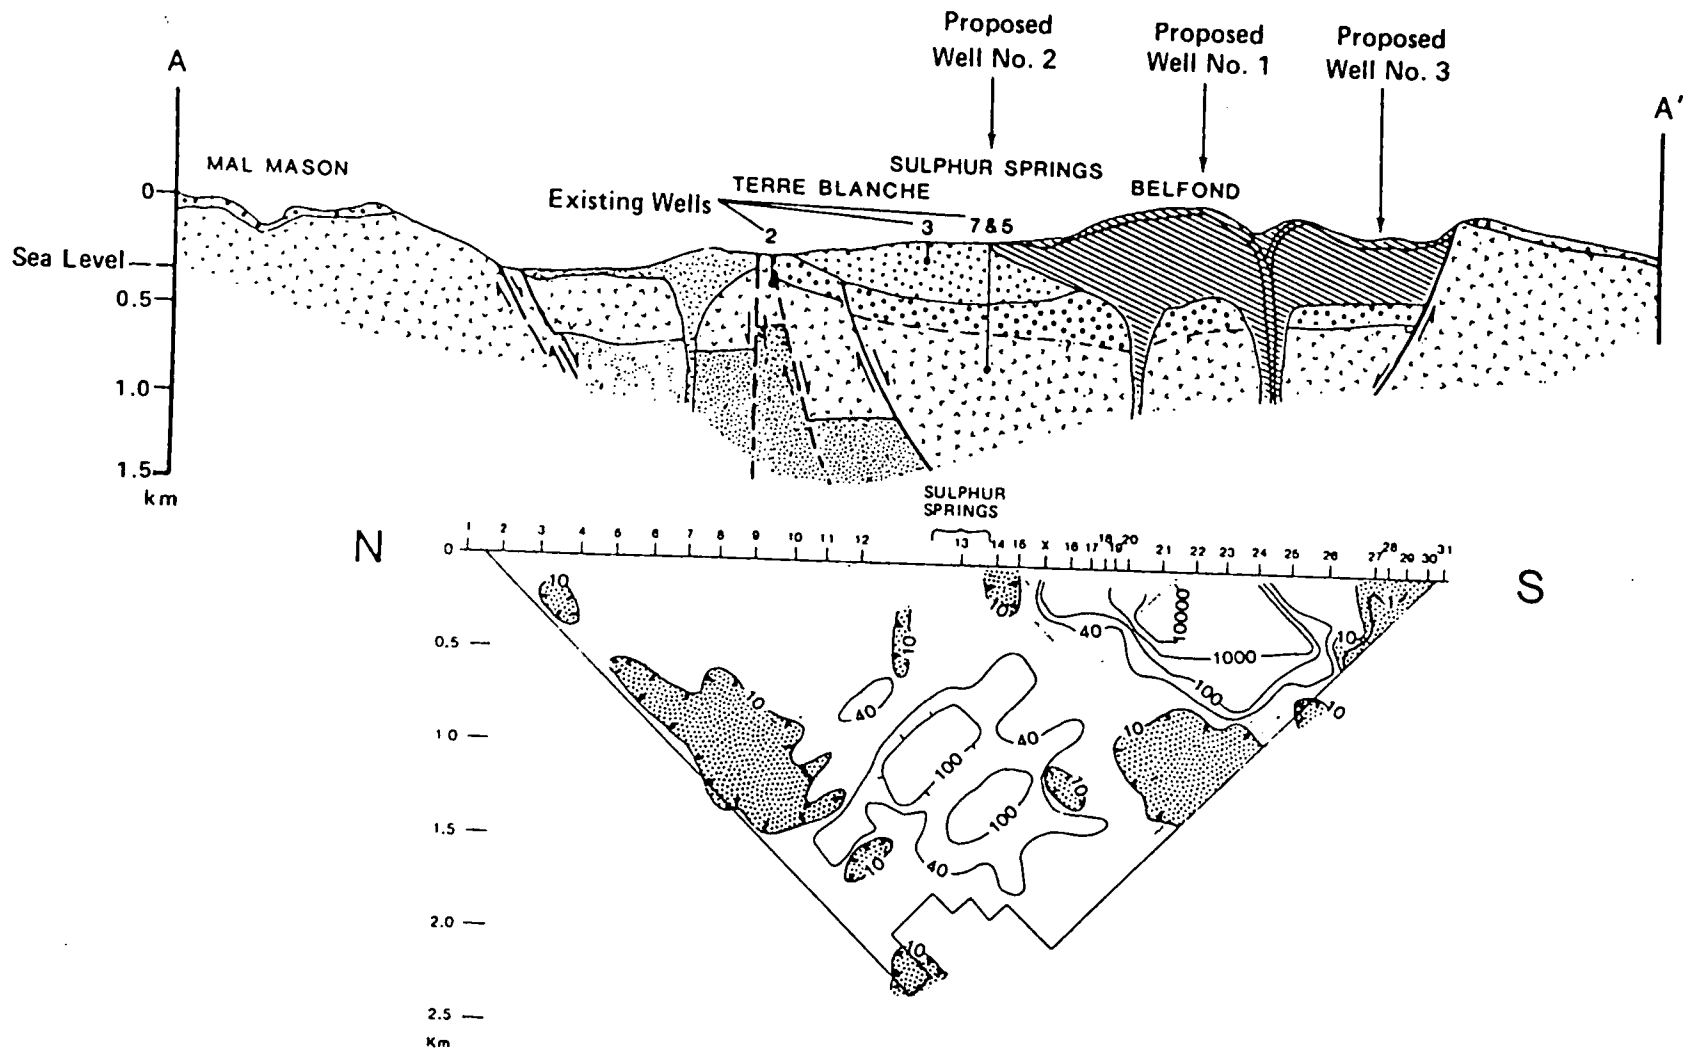 Proposed
Well No. 2
Proposed
Well No. 1
Proposed
Well No. 3
A
A'
MAL MASON
SULPHUR SPRINGS
TERRE BLANCHE
BELFOND
Existing Wells
2
3
7 & 5
0
Sea Level
0.5
1.0
1.5
km
SULPHUR
SPRINGS
N
S
1 2 3 4 5 6 7 8 9 10 11 12 13 14 15 X 16 17 18 19 20 21 22 23 24 25 26 27 28 29 30 31
0
0.5
1.0
1.5
2.0
2.5
Km
10
10
10
10
40
40
100
100
40
10
10
10
40
10000
1000
100
10
1
10
10
10